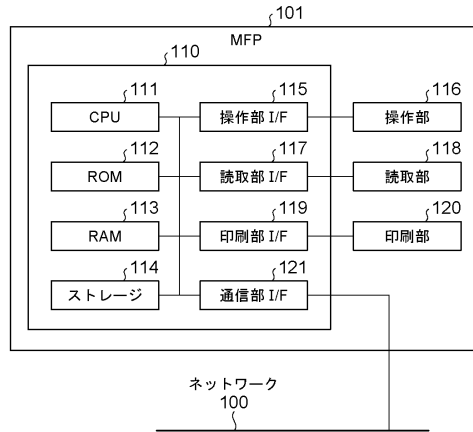 101
MFP
110
111
CPU
115
操作部 I/F
116
操作部
112
ROM
117
読取部 I/F
118
読取部
113
RAM
119
印刷部 I/F
120
印刷部
114
ストレージ
121
通信部 I/F
ネットワーク
100